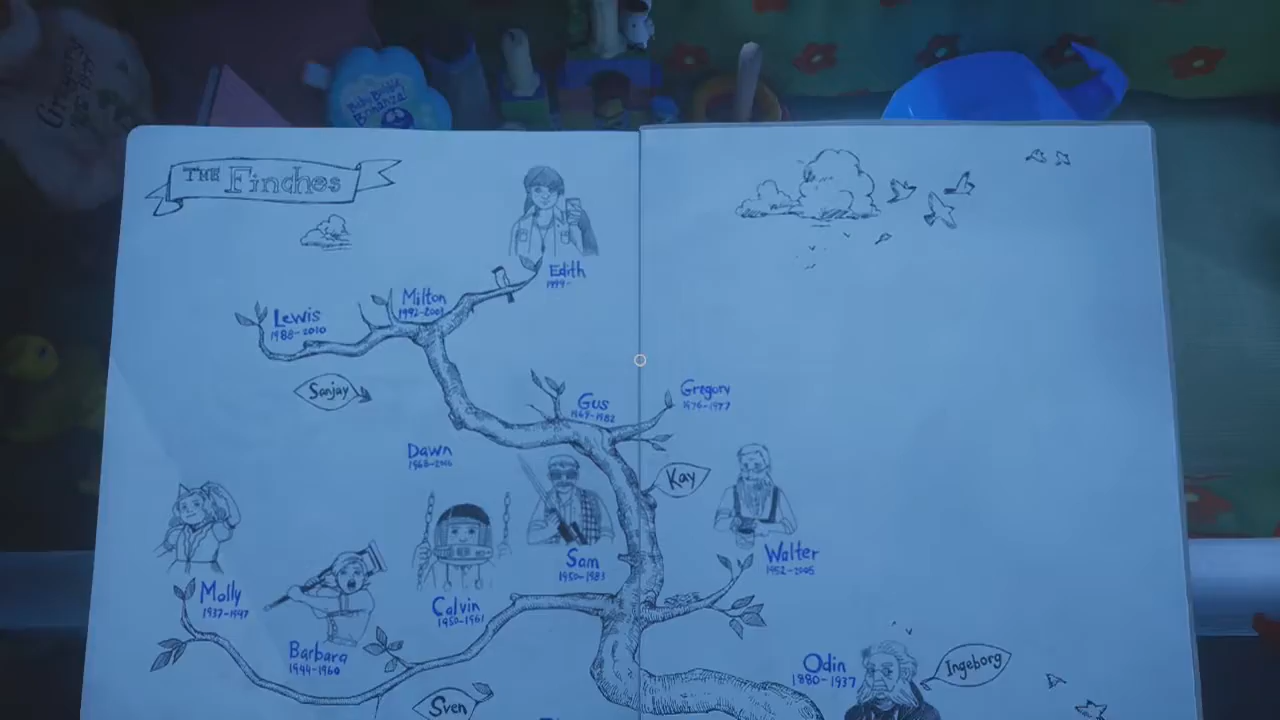 THE Finches
Edith
1999-
Milton
1992-2003
Lewis
1988-2010
Sanjay
Gus
1969-1982
Gregory
1976-1977
Dawn
1968-2016
Kay
Sam
1950-1983
Walter
1952-2005
Calvin
1950-1961
Molly
1937-1947
Barbara
1944-1960
Odin
1880-1937
Ingeborg
Sven